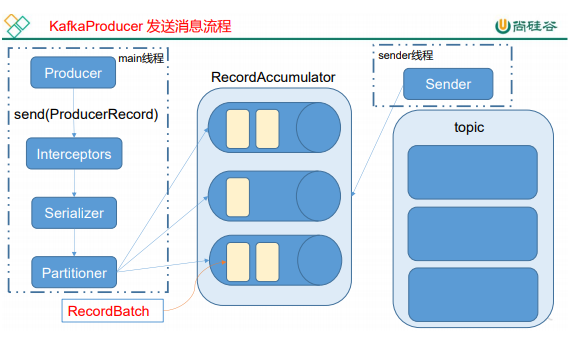 KafkaProducer 发送消息流程
尚硅谷
main线程
Producer
send(ProducerRecord)
Interceptors
Serializer
Partitioner
RecordBatch
RecordAccumulator
sender线程
Sender
topic